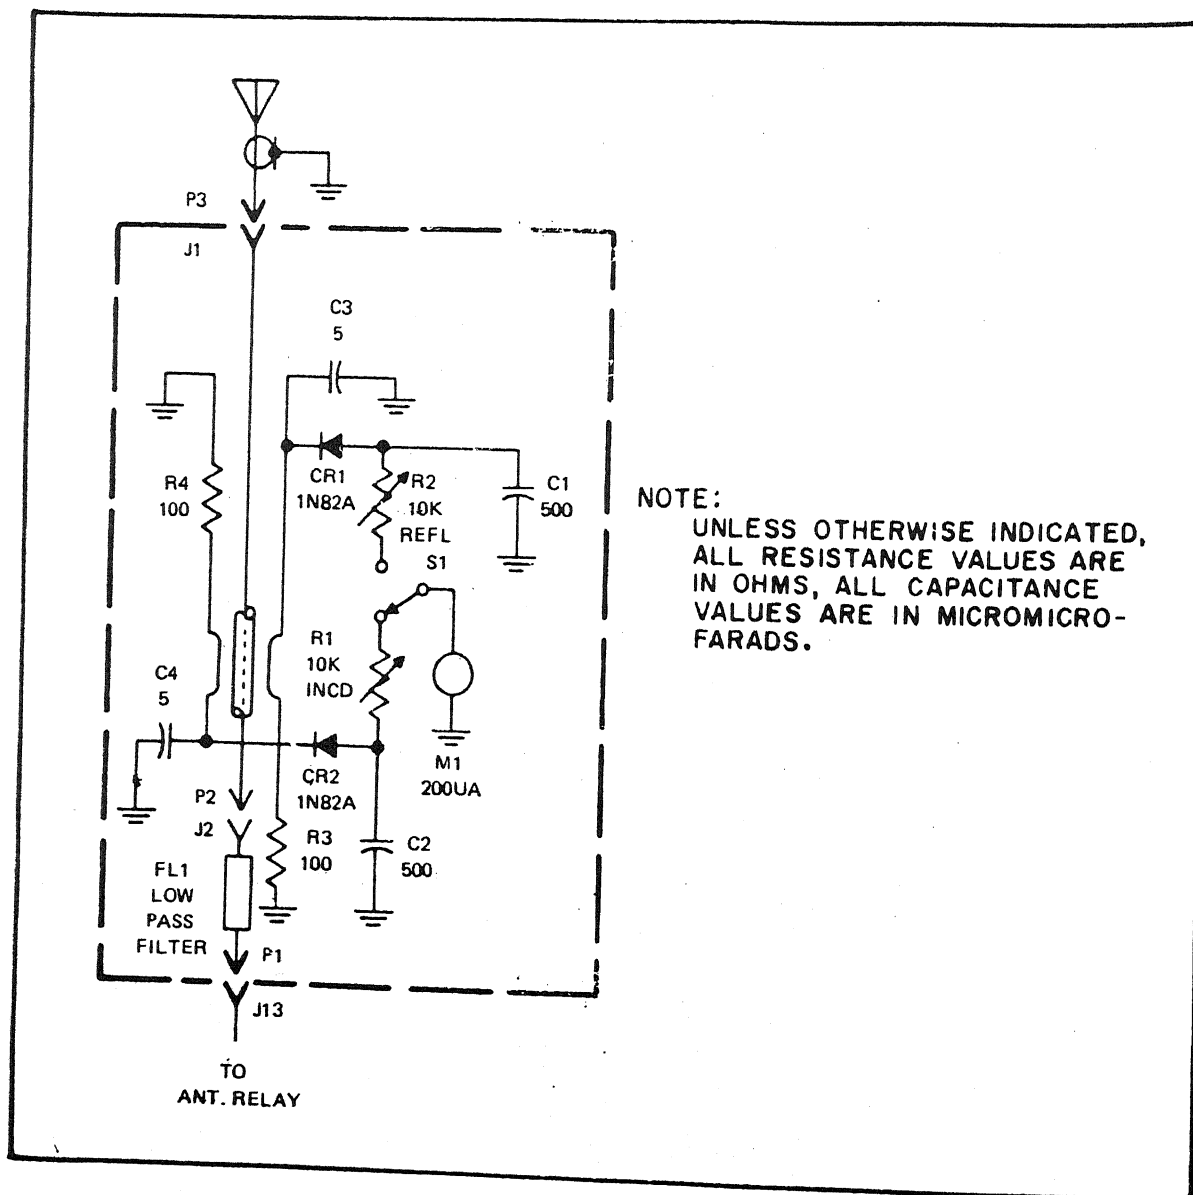 P3
J1
C3
5
R4
100
CR1
1N82A
R2
10K
REFL
C1
500
S1
NOTE:
UNLESS OTHERWISE INDICATED,
ALL RESISTANCE VALUES ARE
IN OHMS, ALL CAPACITANCE
VALUES ARE IN MICROMICRO-
FARADS.
R1
10K
INCD
C4
5
M1
200UA
CR2
1N82A
P2
J2
R3
100
C2
500
FL1
LOW
PASS
FILTER
P1
J13
TO
ANT. RELAY